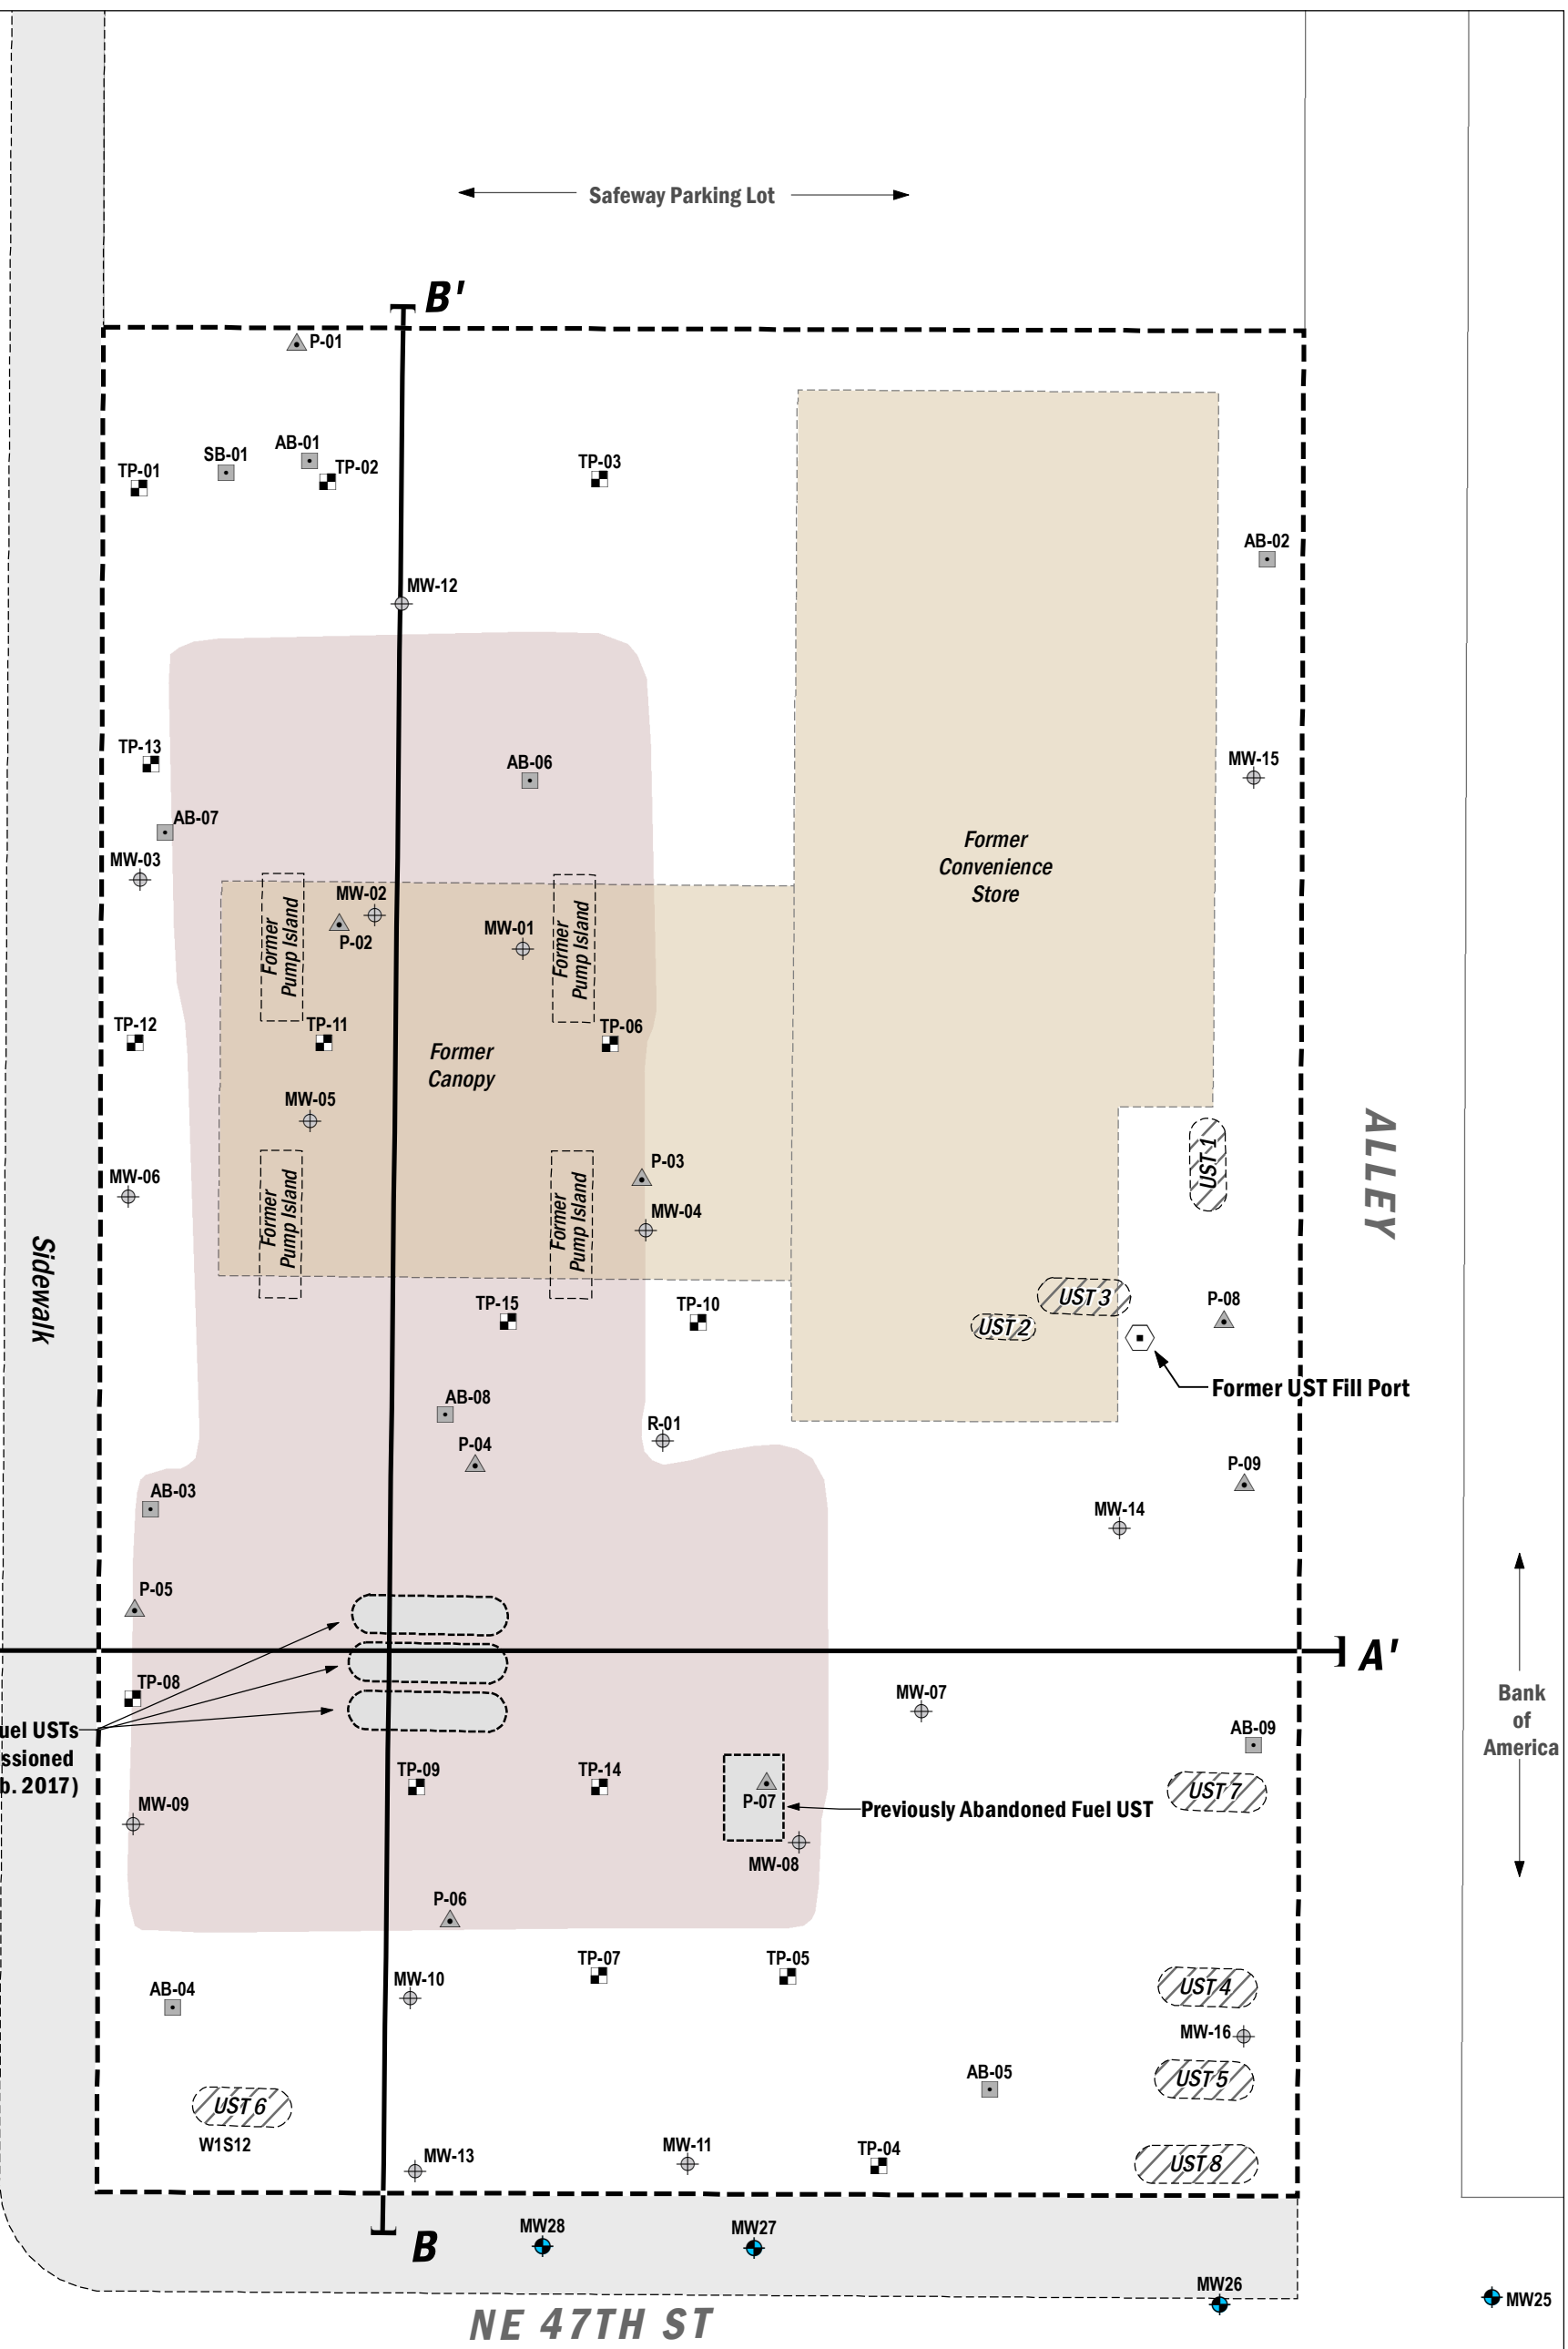 Safeway Parking Lot
B'
P-01
AB-01
SB-01
TP-02
TP-03
TP-01
AB-02
MW-12
TP-13
AB-06
MW-15
AB-07
MW-03
Former
Convenience
Store
MW-02
P-02
MW-01
Former
Pump Island
Former
Pump Island
TP-12
TP-11
TP-06
Former
Canopy
MW-05
UST 1
ALLEY
P-03
MW-06
MW-04
Former
Pump Island
Former
Pump Island
Sidewalk
UST 3
P-08
TP-15
TP-10
UST 2
Former UST Fill Port
AB-08
R-01
P-04
P-09
AB-03
MW-14
P-05
A'
TP-08
MW-07
Bank
of
America
uel USTs
ssioned
b. 2017)
AB-09
TP-09
TP-14
UST 7
P-07
Previously Abandoned Fuel UST
MW-09
MW-08
P-06
TP-07
TP-05
MW-10
AB-04
UST 4
MW-16
AB-05
UST 5
UST 6
W1S12
MW-13
MW-11
TP-04
UST 8
B
MW28
MW27
MW26
MW25
NE 47TH ST